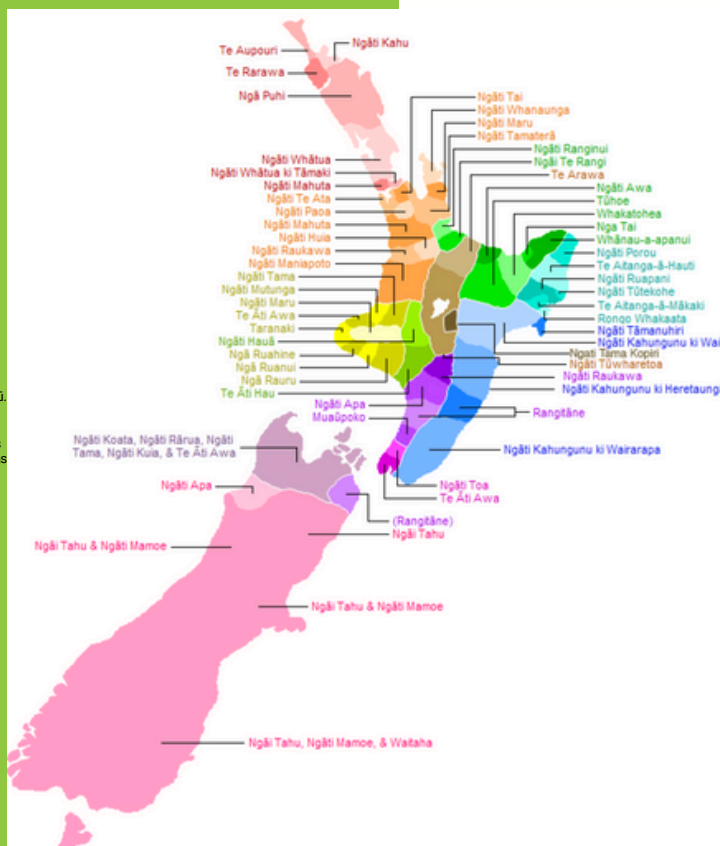 Ngāti Kahu
Te Aupouri
Te Rarawa
Ngā Puhi
Ngāti Tai
Ngāti Whanaunga
Ngāti Maru
Ngāti Tamaterā
Ngāti Ranginui
Ngāi Te Rangi
Te Arawa
Ngāti Awa
Tūhoe
Whakatohea
Nga Tai
Whānau-a-apanui
Ngāti Porou
Te Aitanga-ā-Hauti
Ngāti Ruapani
Ngāti Tūtekohe
Te Aitanga-ā-Mākaki
Rongo Whakaata
Ngāti Tāmanuhiri
Ngāti Kahungunu ki Wai
Ngati Tama Kopiri
Ngāti Tūwharetoa
Ngāti Raukawa
Ngāti Kahungunu ki Heretaunga
Rangitāne
Ngāti Kahungunu ki Wairarapa
Ngāti Whātua
Ngāti Whātua ki Tāmaki
Ngāti Mahuta
Ngāti Te Ata
Ngāti Paoa
Ngāti Mahuta
Ngāti Huia
Ngāti Raukawa
Ngāti Maniapoto
Ngāti Tama
Ngāti Mutunga
Ngāti Maru
Te Āti Awa
Taranaki
Ngāti Hauā
Ngā Ruahine
Ngā Ruanui
Ngā Rauru
Te Āti Hau
Ngāti Apa
Muaūpoko
Ngāti Toa
Te Āti Awa
Ngāti Koata, Ngāti Rārua, Ngāti
Tama, Ngāti Kuia, & Te Āti Awa
Ngāti Apa
(Rangitāne)
Ngāi Tahu
Ngāi Tahu & Ngāti Mamoe
Ngāi Tahu & Ngāti Mamoe
Ngāi Tahu, Ngāti Mamoe, & Waitaha